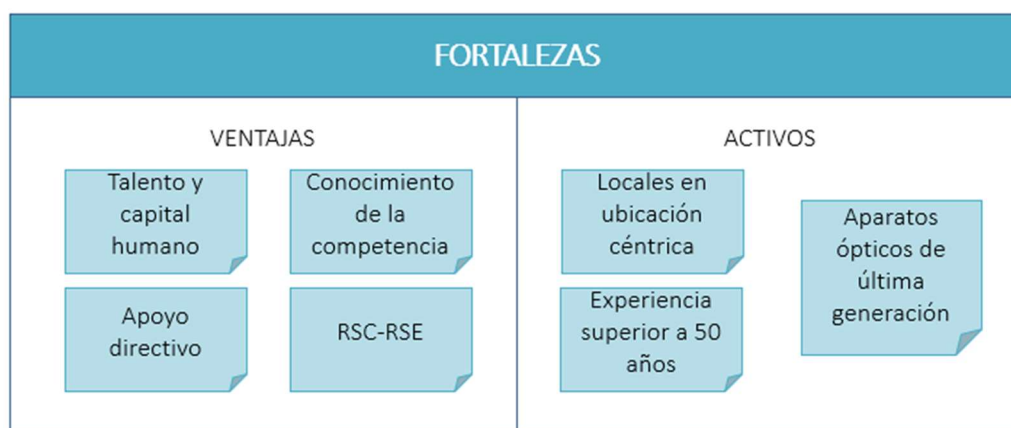 FORTALEZAS
VENTAJAS
Talento y
capital
humano
Conocimiento
de la
competencia
Apoyo
directivo
RSC-RSE
ACTIVOS
Locales en
ubicación
céntrica
Experiencia
superior a 50
años
Aparatos
ópticos de
última
generación